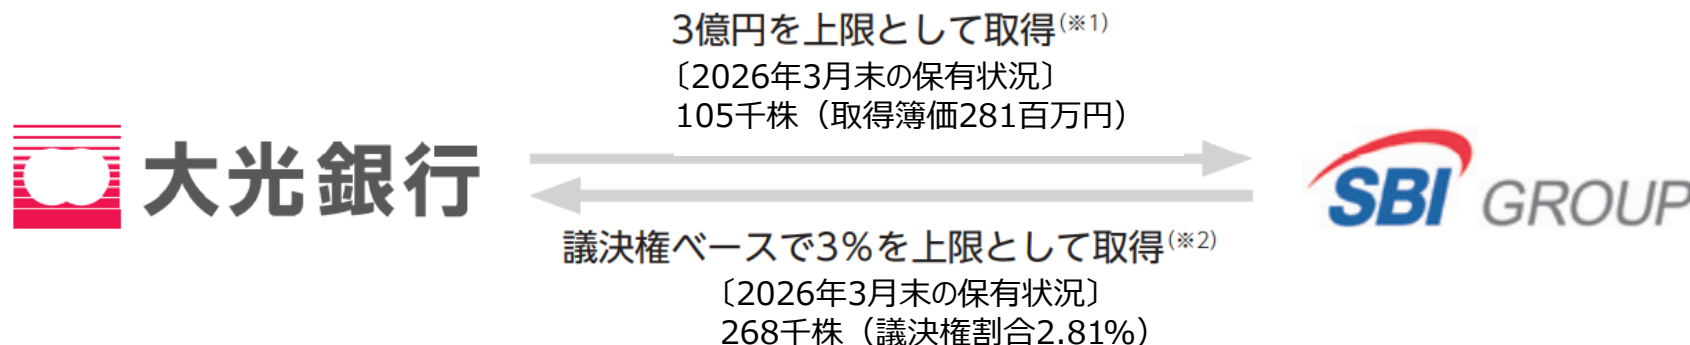 3億円を上限として取得(※1)
〔2026年3月末の保有状況〕
105千株（取得簿価281百万円）
大光銀行
SBI GROUP
議決権ベースで3％を上限として取得(※2)
〔2026年3月末の保有状況〕
268千株（議決権割合2.81%）